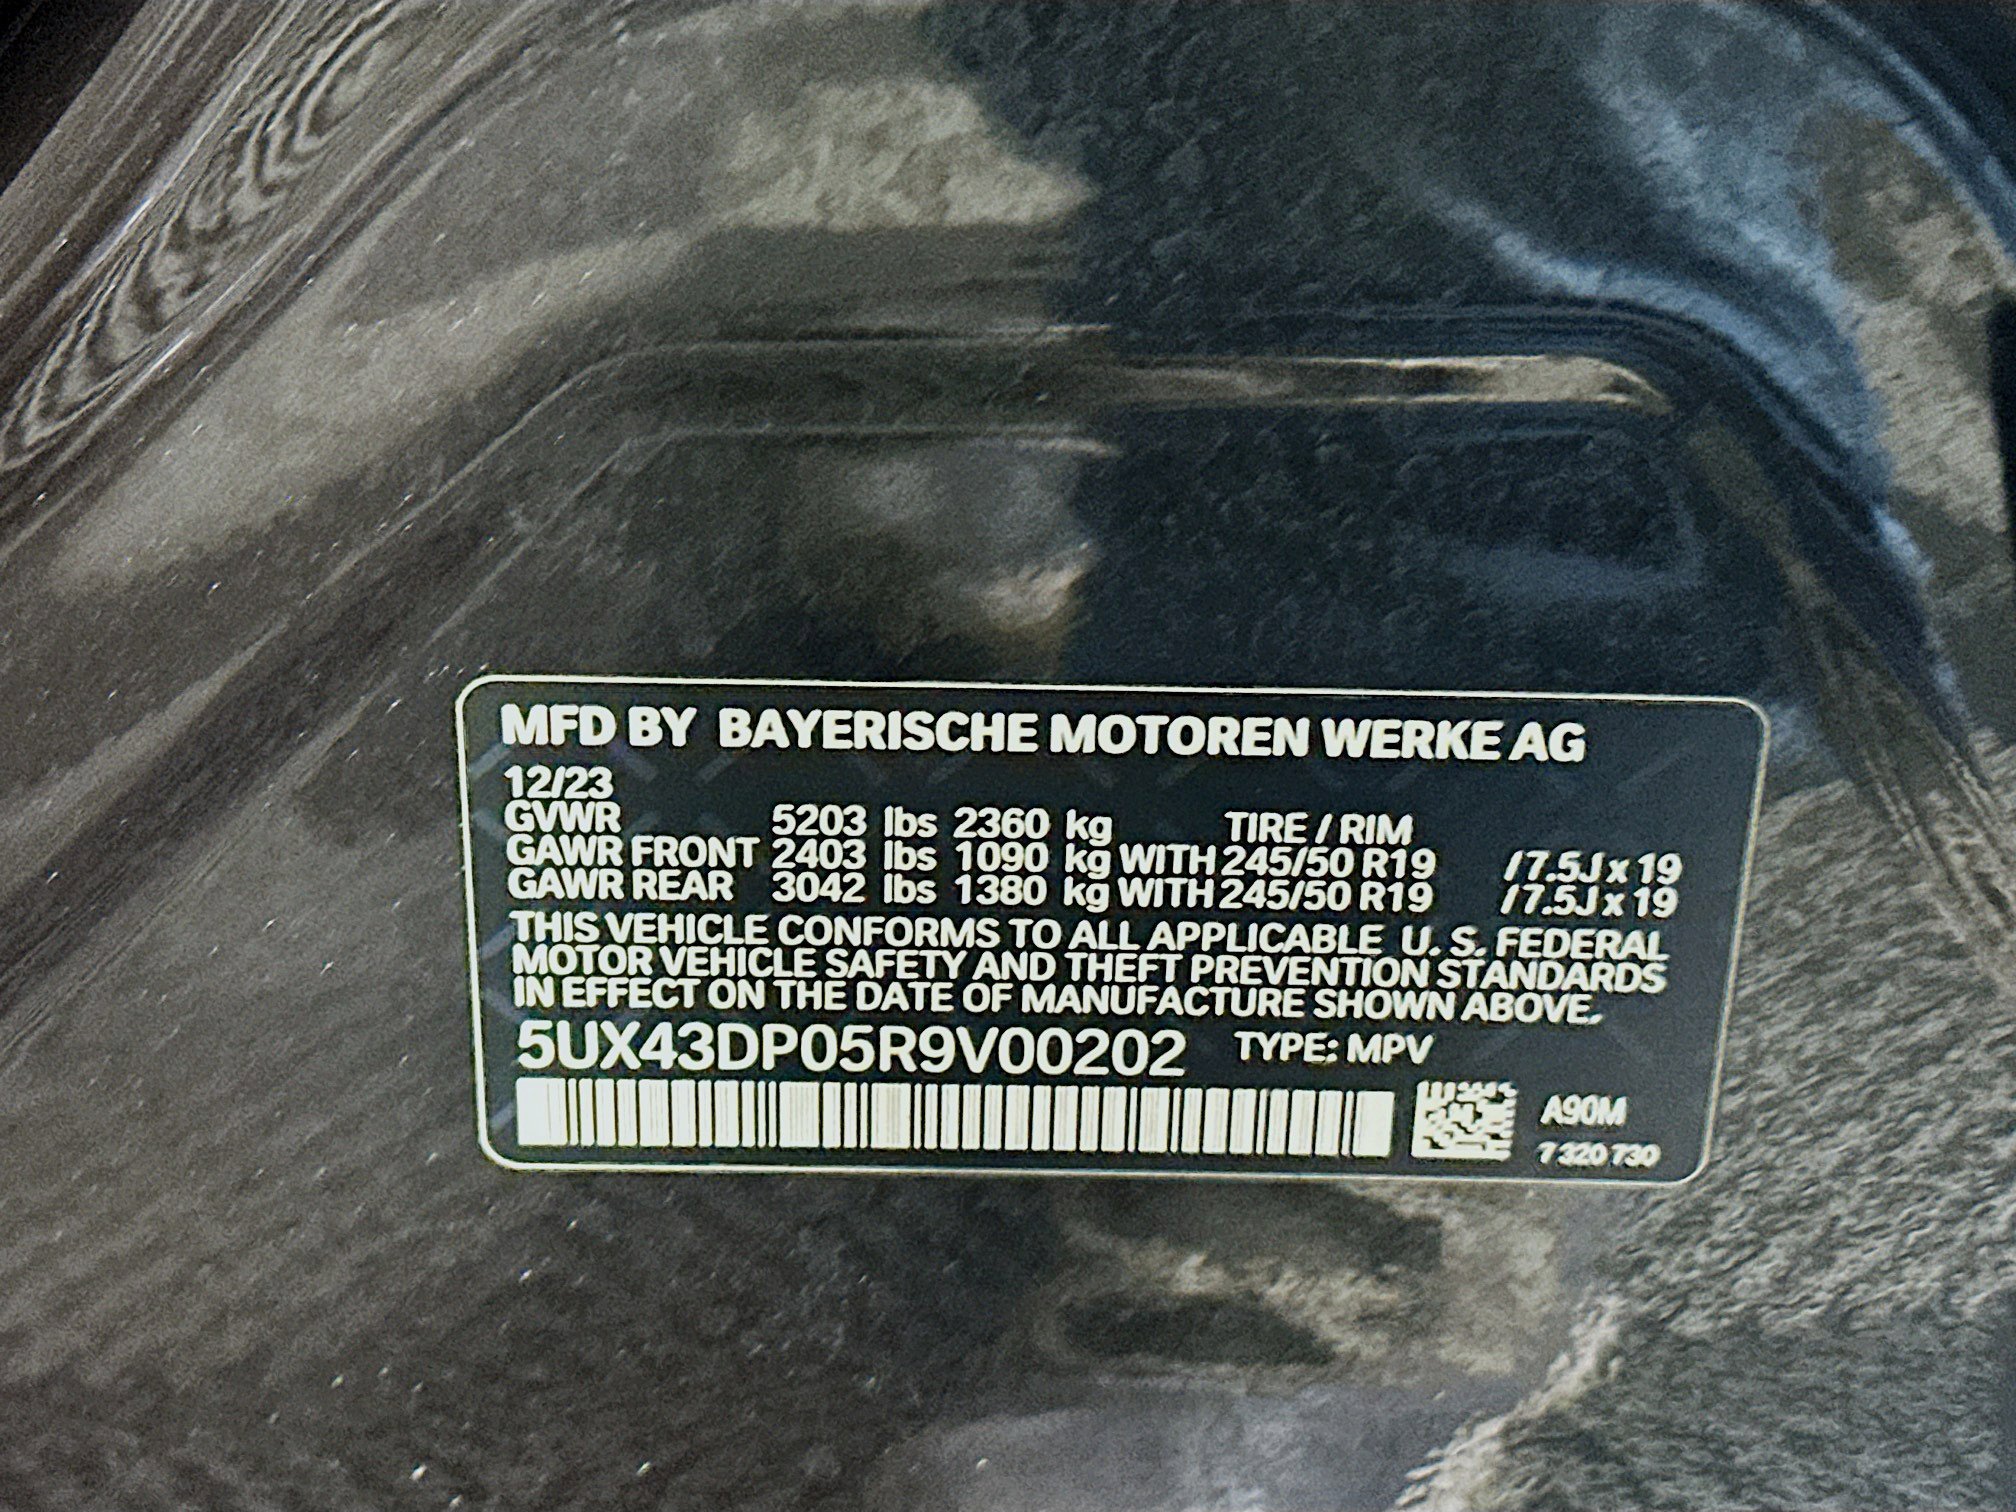 MFD BY BAYERISCHE MOTOREN WERKE AG
12/23
GVWR 5203 lbs 2360 kg TIRE / RIM
GAWR FRONT 2403 lbs 1090 kg WITH 245/50 R19 / 7.5J x 19
GAWR REAR 3042 lbs 1380 kg WITH 245/50 R19 / 7.5J x 19
THIS VEHICLE CONFORMS TO ALL APPLICABLE U. S. FEDERAL
MOTOR VEHICLE SAFETY AND THEFT PREVENTION STANDARDS
IN EFFECT ON THE DATE OF MANUFACTURE SHOWN ABOVE.
5UX43DP05R9V00202 TYPE: MPV
A90M
7 320 730